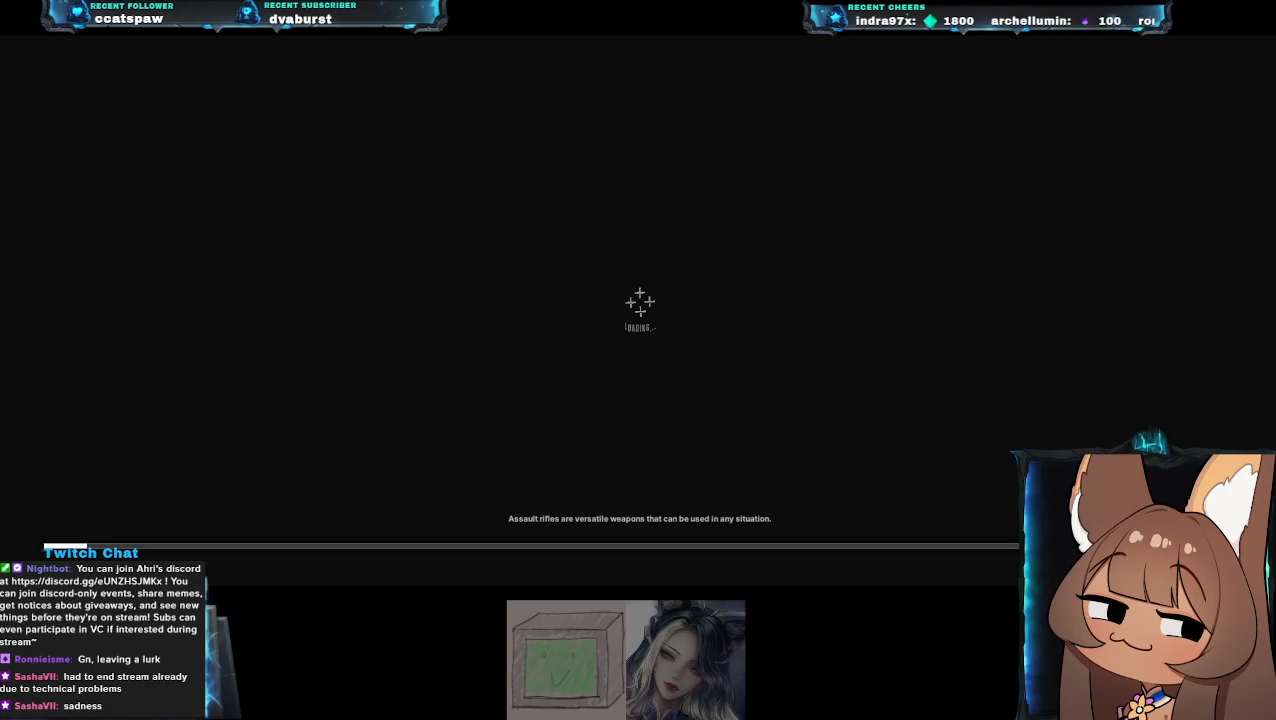 RECENT FOLLOWER
ccatspaw
RECENT SUBSCRIBER
dvaburst
RECENT CHEERS
indra97x: 1800 archellumin: 100
LOADING...
Assault rifles are versatile weapons that can be used in any situation.
Twitch Chat
Nightbot: You can join Ahri's discord
at https://discord.gg/eUNZHSJMKx ! You
can join discord-only events, share memes,
get notices about giveaways, and see new
things before they're on stream! Subs can
even participate in VC if interested during
stream~
Ronnieisme: Gn, leaving a lurk
SashaVII: had to end stream already
due to technical problems
SashaVII: sadness